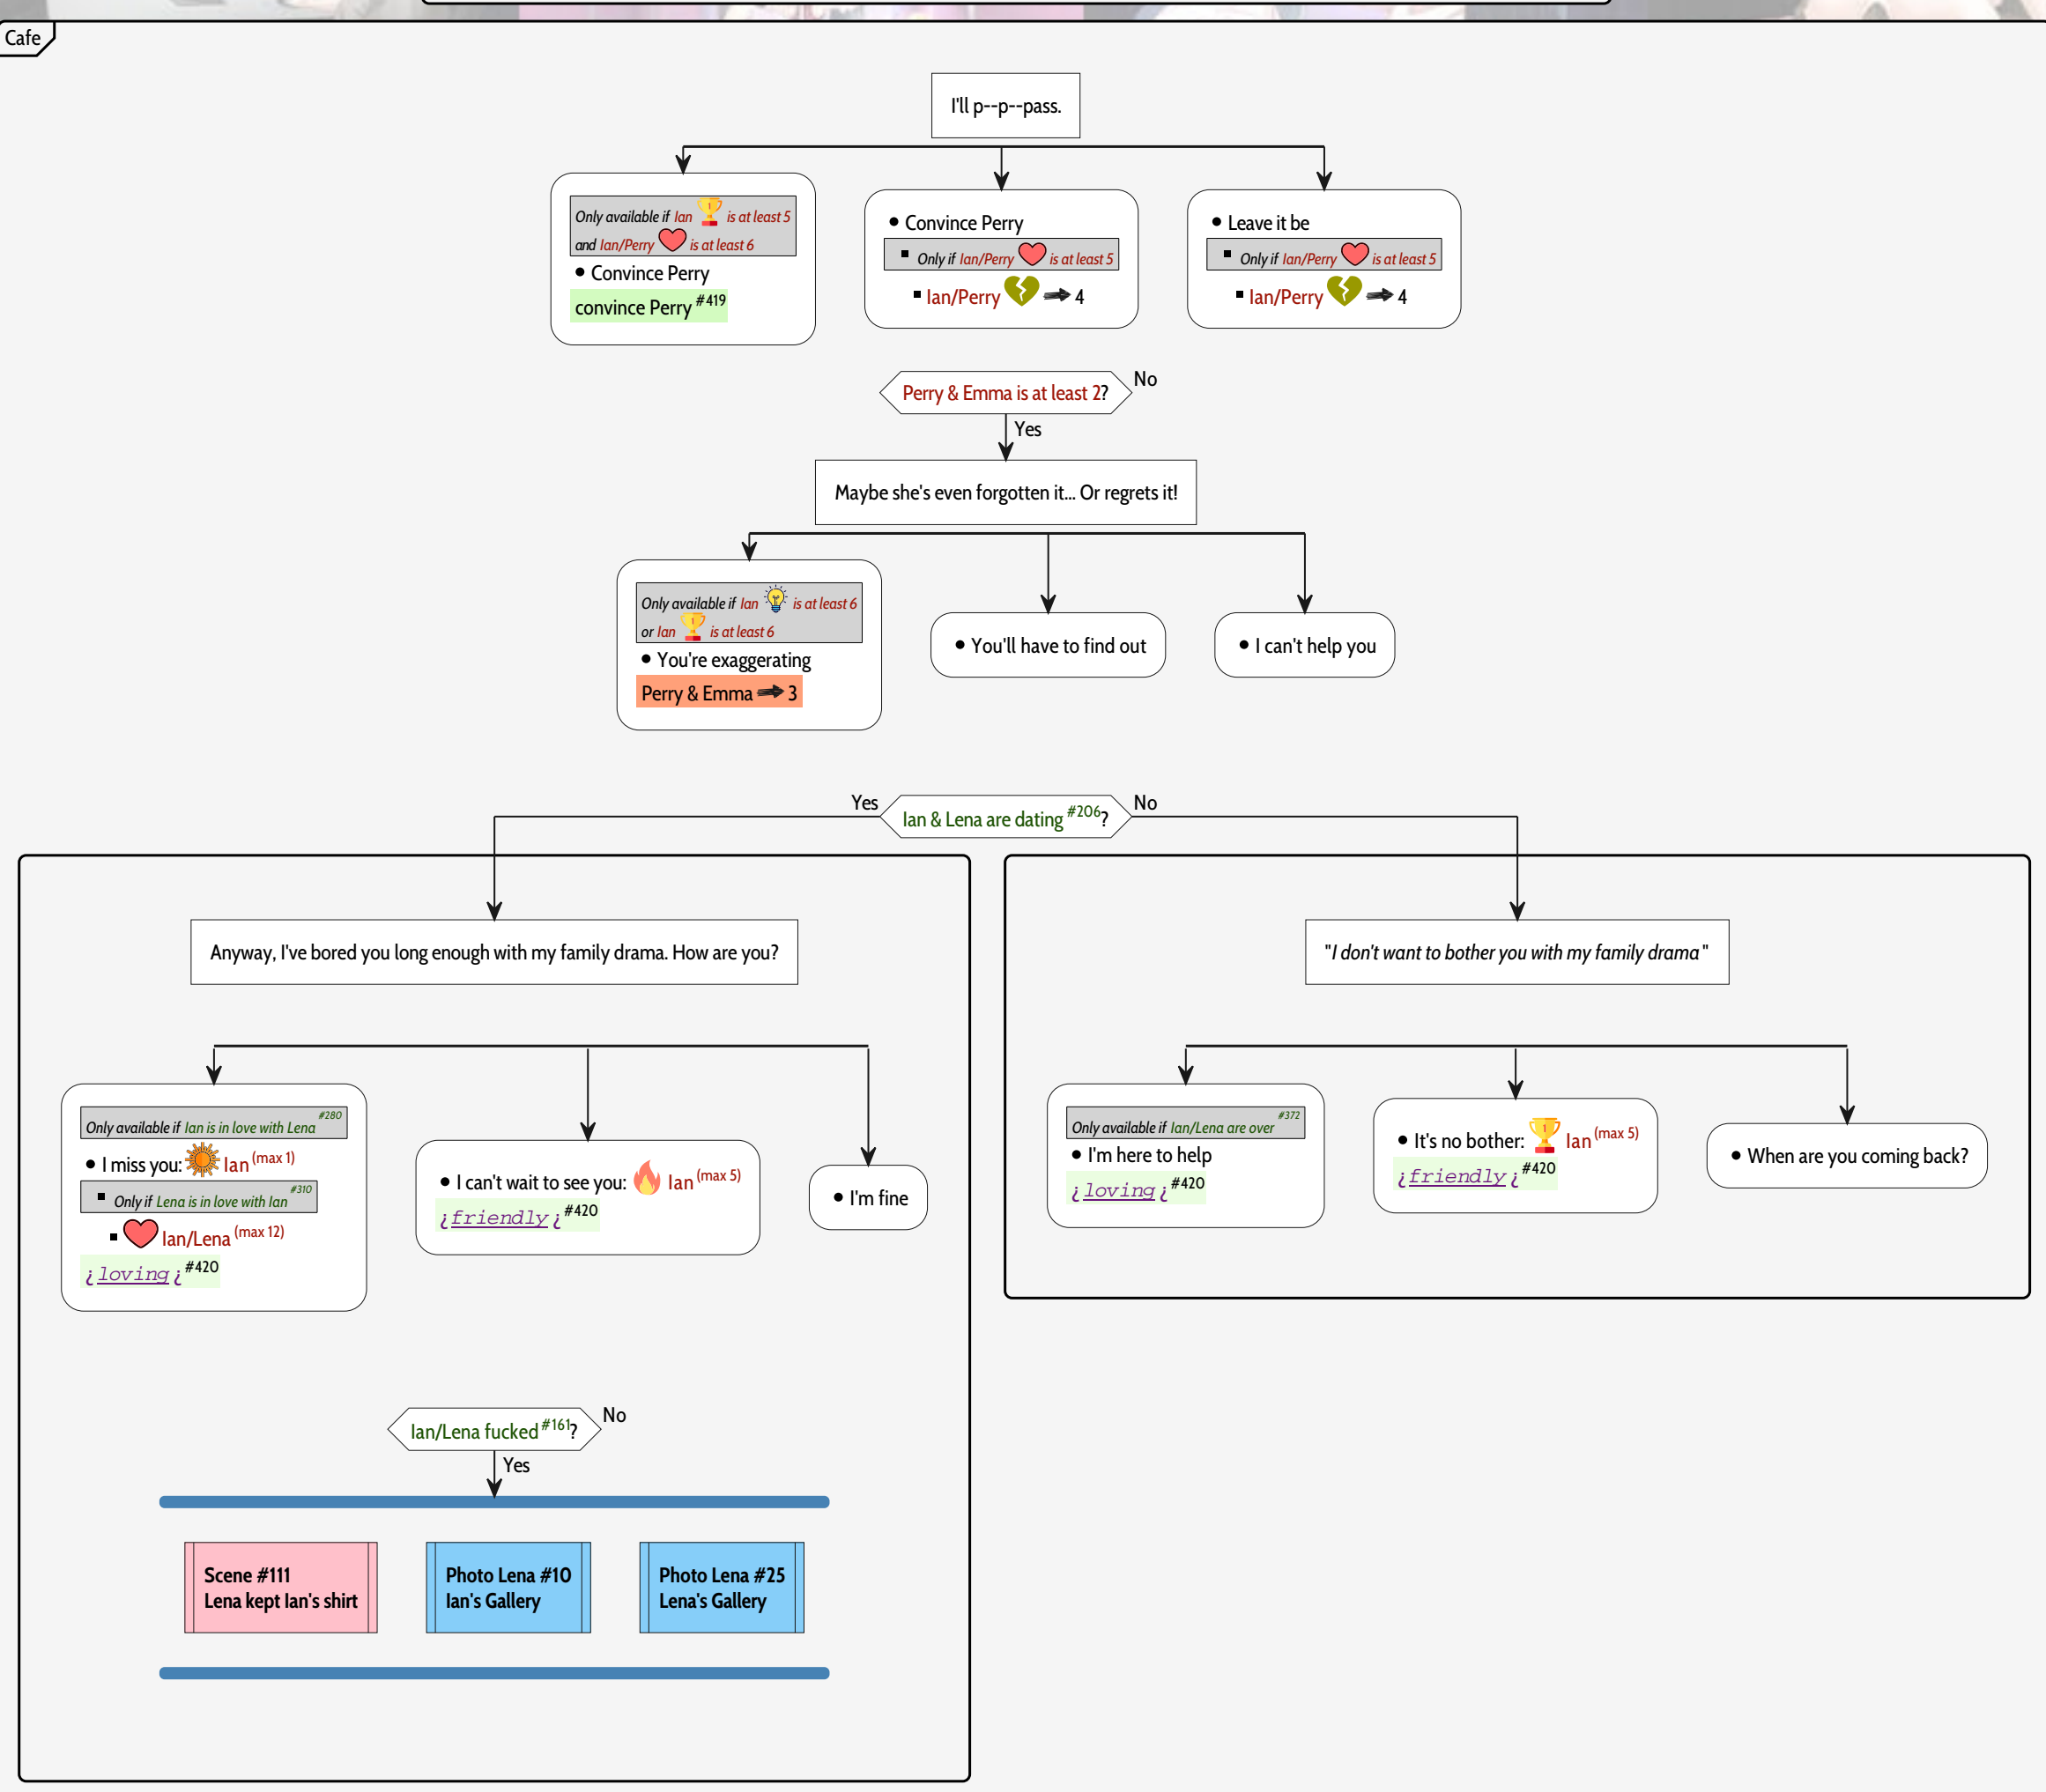 Cafe
I'll p--p--pass.
Only available if Ian is at least 5
and Ian/Perry is at least 6
• Convince Perry
convince Perry #419
• Convince Perry
▪ Only if Ian/Perry is at least 5
▪ Ian/Perry 4
• Leave it be
▪ Only if Ian/Perry is at least 5
▪ Ian/Perry 4
Perry & Emma is at least 2?
No
Yes
Maybe she's even forgotten it... Or regrets it!
Only available if Ian is at least 6
or Ian is at least 6
• You're exaggerating
Perry & Emma 3
• You'll have to find out
• I can't help you
Yes
Ian & Lena are dating #206?
No
Anyway, I've bored you long enough with my family drama. How are you?
Only available if Ian is in love with Lena #280
• I miss you: Ian (max 1)
▪ Only if Lena is in love with Ian #310
▪ Ian/Lena (max 12)
¿loving¿ #420
• I can't wait to see you: Ian (max 5)
¿friendly¿ #420
• I'm fine
Ian/Lena fucked #161?
No
Yes
Scene #111
Lena kept Ian's shirt
Photo Lena #10
Ian's Gallery
Photo Lena #25
Lena's Gallery
"I don't want to bother you with my family drama"
Only available if Ian/Lena are over #372
• I'm here to help
¿loving¿ #420
• It's no bother: Ian (max 5)
¿friendly¿ #420
• When are you coming back?